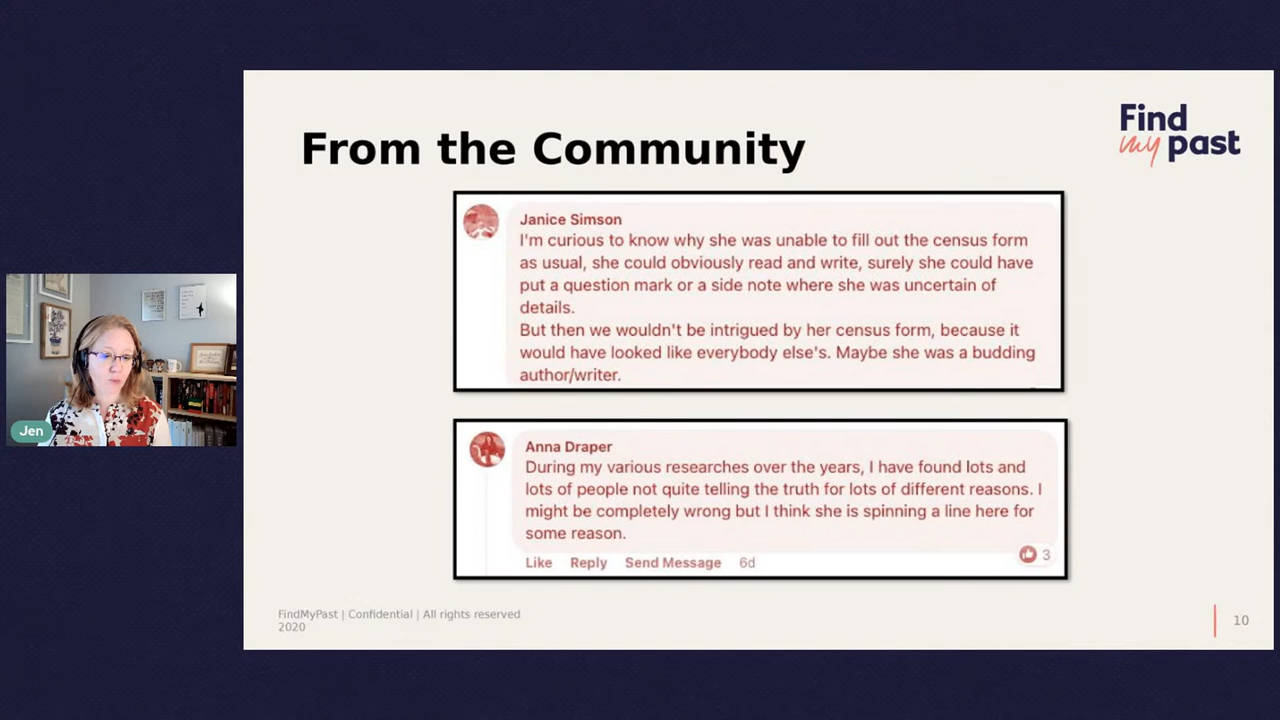 From the Community
Find
my past
Janice Simson
I'm curious to know why she was unable to fill out the census form
as usual, she could obviously read and write, surely she could have
put a question mark or a side note where she was uncertain of
details.
But then we wouldn't be intrigued by her census form, because it
would have looked like everybody else's. Maybe she was a budding
author/writer.
Jen
Anna Draper
During my various researches over the years, I have found lots and
lots of people not quite telling the truth for lots of different reasons. I
might be completely wrong but I think she is spinning a line here for
some reason.
3
Like Reply Send Message 6d
FindMyPast | Confidential | All rights reserved
2020
10